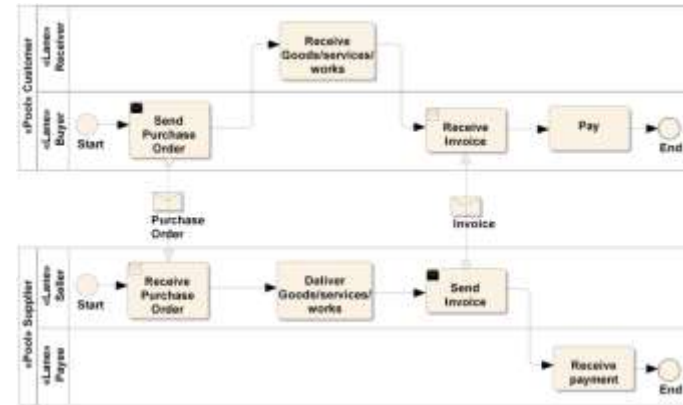 «Pool» Customer
«Lane»
Receiver
Receive
Goods/services/
works
«Lane»
Buyer
Start
Send
Purchase
Order
Receive
Invoice
Pay
End
Purchase
Order
Invoice
«Pool» Supplier
«Lane»
Seller
Start
Receive
Purchase
Order
Deliver
Goods/services/
works
Send
Invoice
«Lane»
Payee
Receive
payment
End